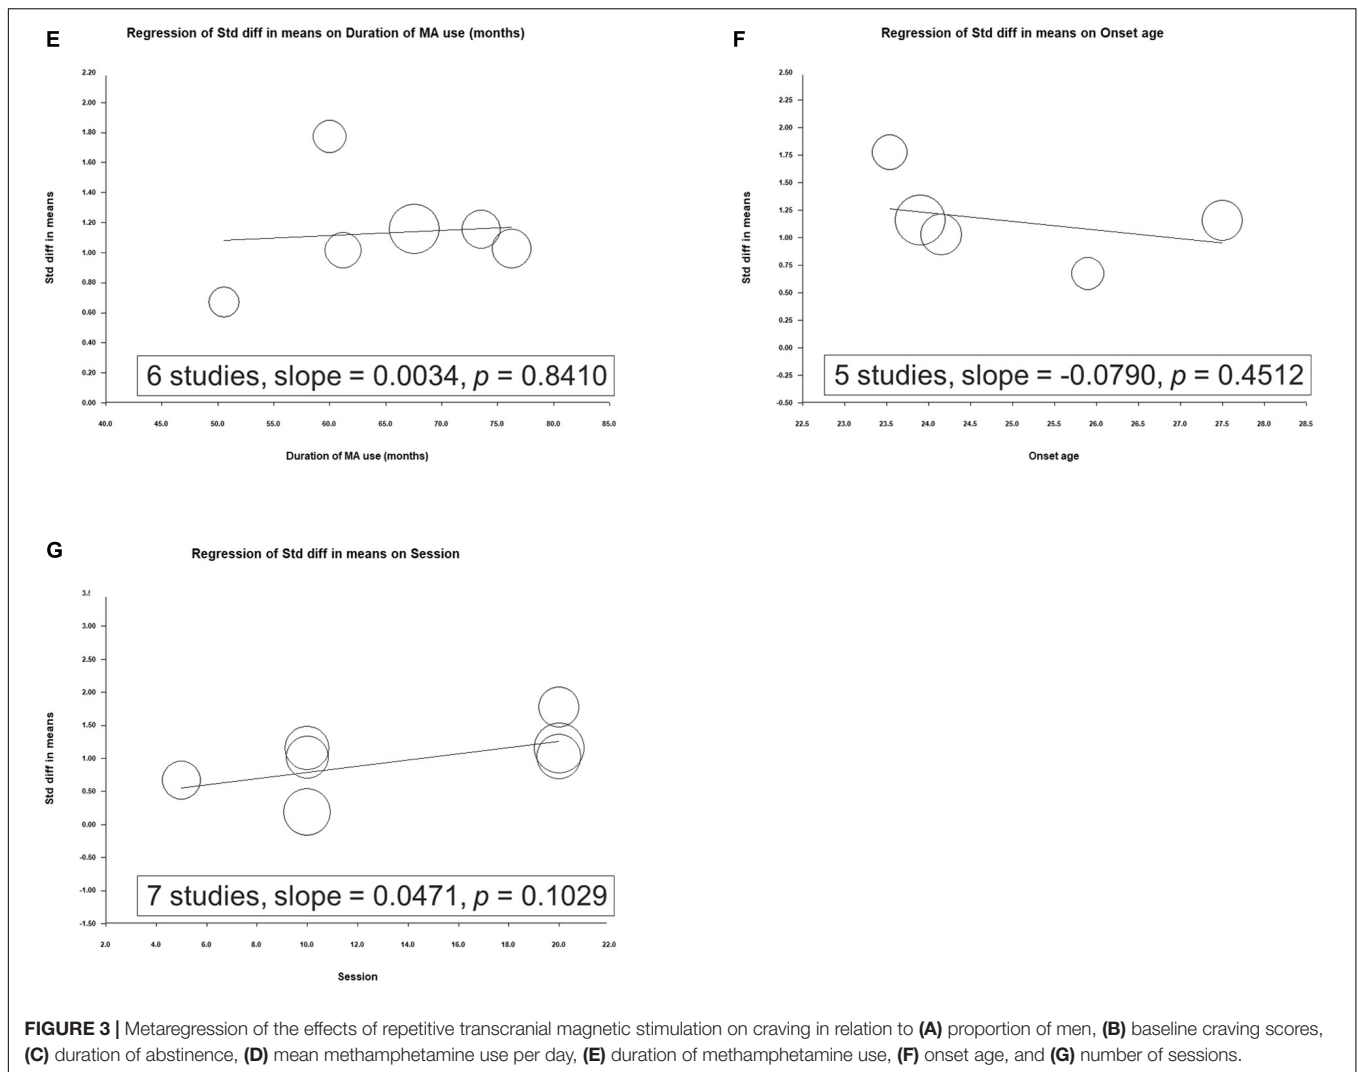 E
Regression of Std diff in means on Duration of MA use (months)
2.20
2.00
1.80
1.60
1.40
1.20
1.00
0.80
0.60
0.40
0.20
0.00
Std diff in means
6 studies, slope = 0.0034, p = 0.8410
40.0 45.0 50.0 55.0 60.0 65.0 70.0 75.0 80.0 85.0
Duration of MA use (months)
F
Regression of Std diff in means on Onset age
2.50
2.25
2.00
1.75
1.50
1.25
1.00
0.75
0.50
0.25
0.00
-0.25
-0.50
Std diff in means
5 studies, slope = -0.0790, p = 0.4512
22.5 23.0 23.5 24.0 24.5 25.0 25.5 26.0 26.5 27.0 27.5 28.0 28.5
Onset age
G
Regression of Std diff in means on Session
3.00
2.50
2.00
1.50
1.00
0.50
0.00
-0.50
-1.00
-1.50
Std diff in means
7 studies, slope = 0.0471, p = 0.1029
2.0 4.0 6.0 8.0 10.0 12.0 14.0 16.0 18.0 20.0 22.0
Session
FIGURE 3 | Metaregression of the effects of repetitive transcranial magnetic stimulation on craving in relation to (A) proportion of men, (B) baseline craving scores,
(C) duration of abstinence, (D) mean methamphetamine use per day, (E) duration of methamphetamine use, (F) onset age, and (G) number of sessions.